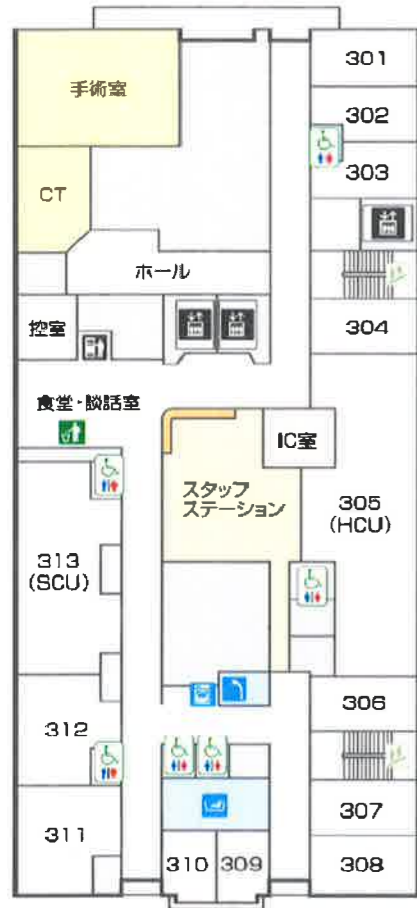 手術室
301
302
303
CT
ホール
304
控室
食堂・談話室
IC室
スタッフ
ステーション
305
(HCU)
313
(SCU)
306
312
307
311
310
309
308